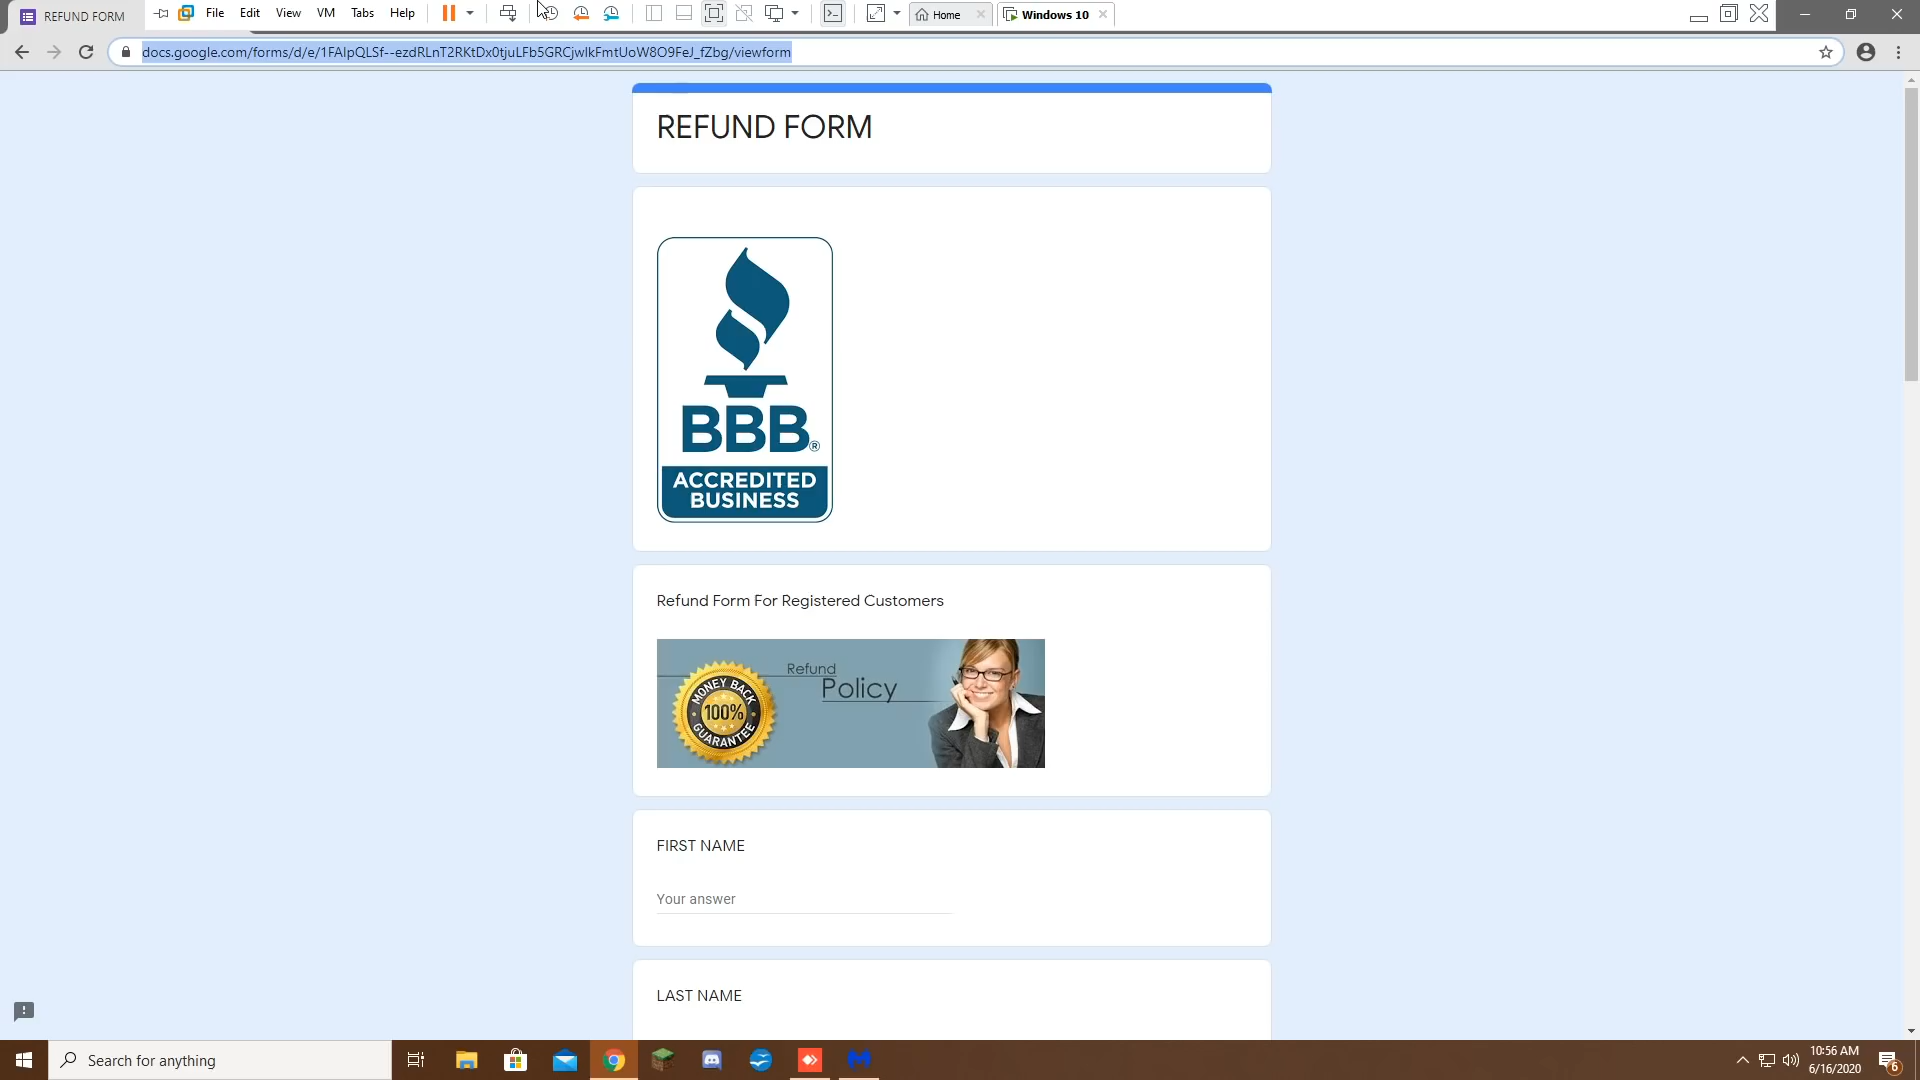 REFUND FORM
File Edit View VM Tabs Help
Home
Windows 10
docs.google.com/forms/d/e/1FAIpQLSf--ezdRLnT2RKtDx0tjuLFb5GRCjwIkFmtUoW8O9FeJ_fZbg/viewform
REFUND FORM
BBB®
ACCREDITED
BUSINESS
Refund Form For Registered Customers
Refund
Policy
MONEY BACK
100%
GUARANTEE
FIRST NAME
Your answer
LAST NAME
Search for anything
10:56 AM
6/16/2020
6